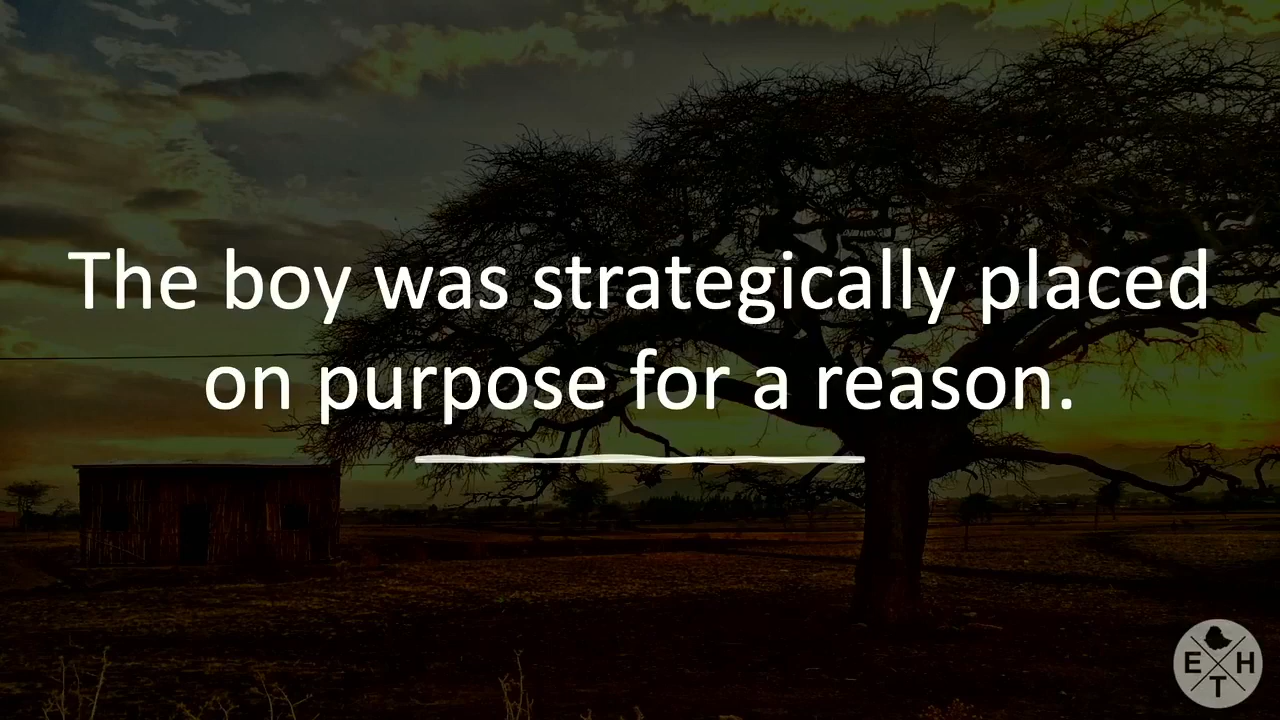 The boy was strategically placed
on purpose for a reason.
E H
T